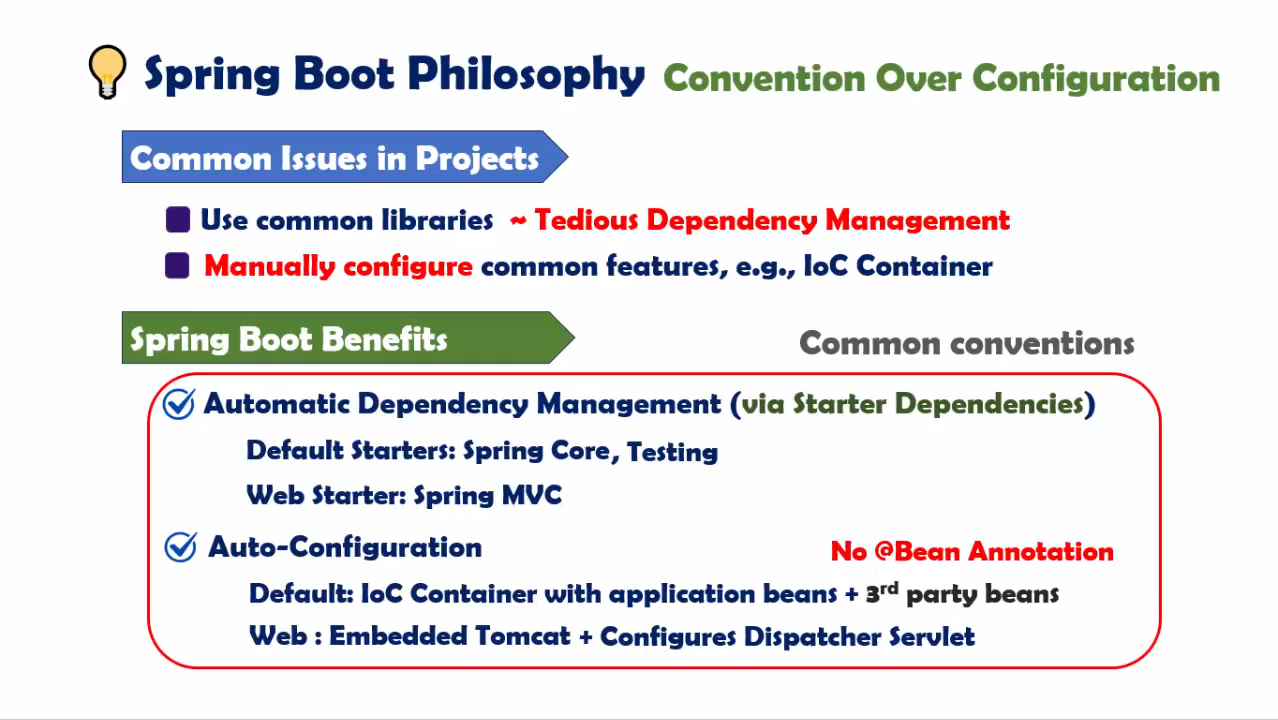 Spring Boot Philosophy Convention Over Configuration
Common Issues in Projects
Use common libraries ~ Tedious Dependency Management
Manually configure common features, e.g., IoC Container
Spring Boot Benefits
Common conventions
Automatic Dependency Management (via Starter Dependencies)
Default Starters: Spring Core, Testing
Web Starter: Spring MVC
Auto-Configuration
No @Bean Annotation
Default: IoC Container with application beans + 3rd party beans
Web : Embedded Tomcat + Configures Dispatcher Servlet